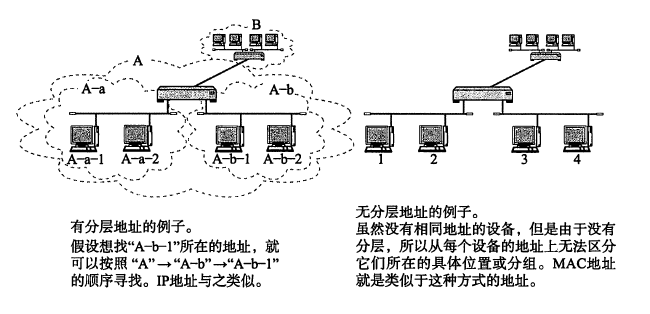 B
A
A-a
A-b
A-a-1 A-a-2 A-b-1 A-b-2
1 2 3 4
有分层地址的例子。
假设想找“A-b-1”所在的地址，就
可以按照 “A”→“A-b”→“A-b-1”
的顺序寻找。IP地址与之类似。
无分层地址的例子。
虽然没有相同地址的设备，但是由于没有
分层，所以从每个设备的地址上无法区分
它们所在的具体位置或分组。MAC地址
就是类似于这种方式的地址。